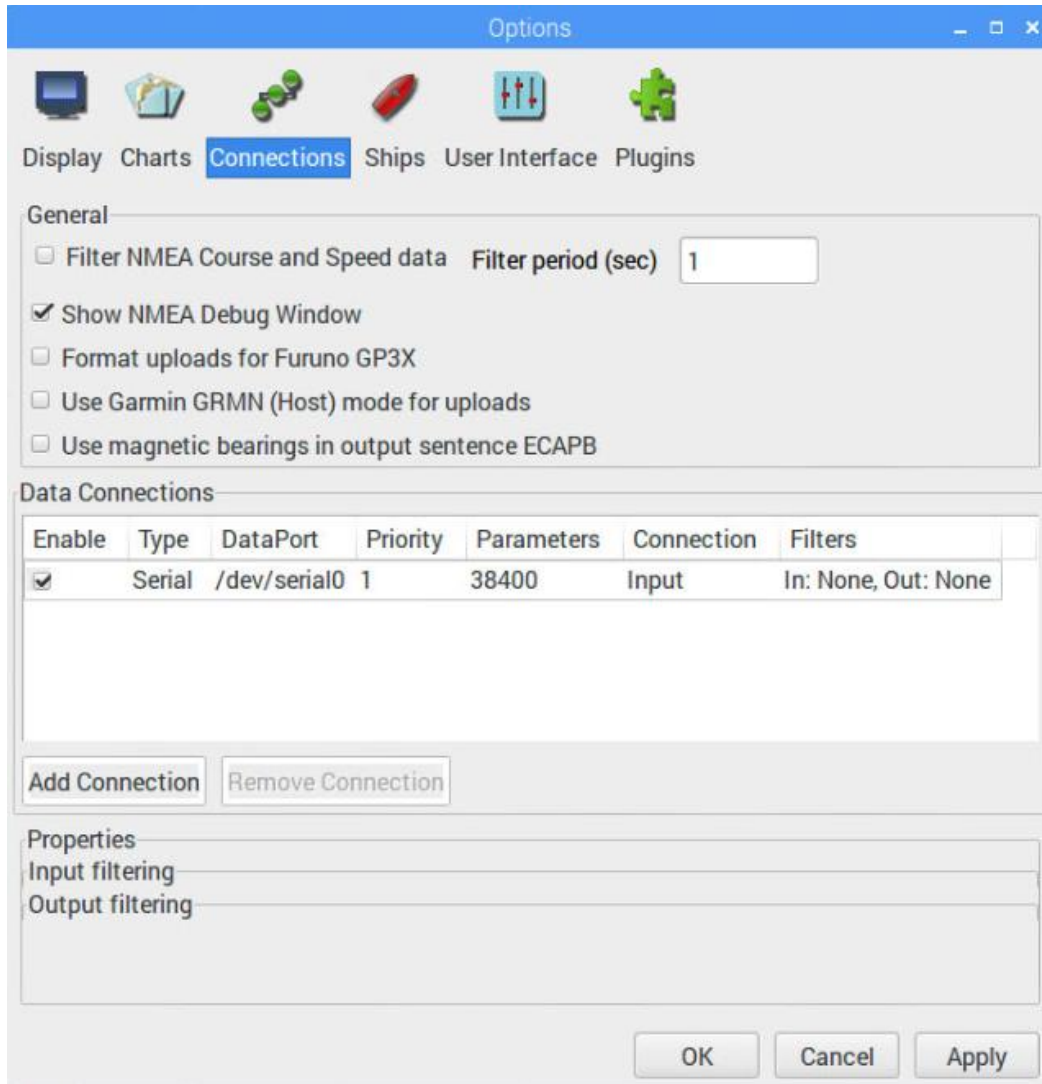 Options
Display Charts Connections Ships User Interface Plugins
General
Filter NMEA Course and Speed data Filter period (sec) 1
Show NMEA Debug Window
Format uploads for Furuno GP3X
Use Garmin GRMN (Host) mode for uploads
Use magnetic bearings in output sentence ECAPB
Data Connections
Enable Type DataPort Priority Parameters Connection Filters
Serial /dev/serial0 1 38400 Input In: None, Out: None
Add Connection Remove Connection
Properties
Input filtering
Output filtering
OK Cancel Apply